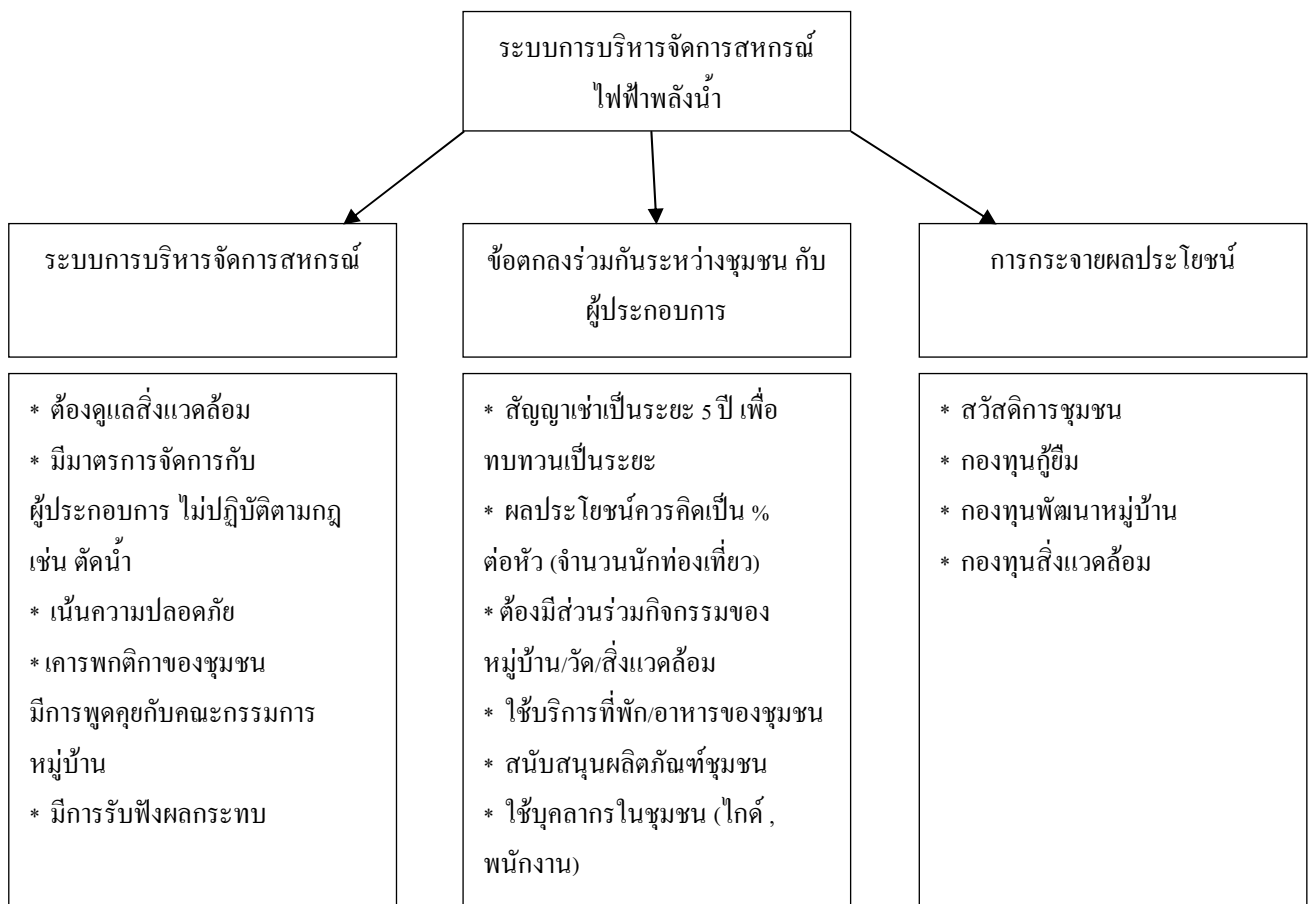 ระบบการบริหารจัดการสหกรณ์
ไฟฟ้าพลังน้ำ
ระบบการบริหารจัดการสหกรณ์
* ต้องดูแลสิ่งแวดล้อม
* มีมาตรการจัดการกับ
ผู้ประกอบการ ไม่ปฏิบัติตามกฎ
เช่น ตัดน้ำ
* เน้นความปลอดภัย
* เคารพกติกาของชุมชน
มีการพูดคุยกับคณะกรรมการ
หมู่บ้าน
* มีการรับฟังผลกระทบ
ข้อตกลงร่วมกันระหว่างชุมชน กับ
ผู้ประกอบการ
* สัญญาเช่าเป็นระยะ 5 ปี เพื่อ
ทบทวนเป็นระยะ
* ผลประโยชน์ควรคิดเป็น %
ต่อหัว (จำนวนนักท่องเที่ยว)
* ต้องมีส่วนร่วมกิจกรรมของ
หมู่บ้าน/วัด/สิ่งแวดล้อม
* ใช้บริการที่พัก/อาหารของชุมชน
* สนับสนุนผลิตภัณฑ์ชุมชน
* ใช้บุคลากรในชุมชน (ไกด์ ,
พนักงาน)
การกระจายผลประโยชน์
* สวัสดิการชุมชน
* กองทุนกู้ยืม
* กองทุนพัฒนาหมู่บ้าน
* กองทุนสิ่งแวดล้อม